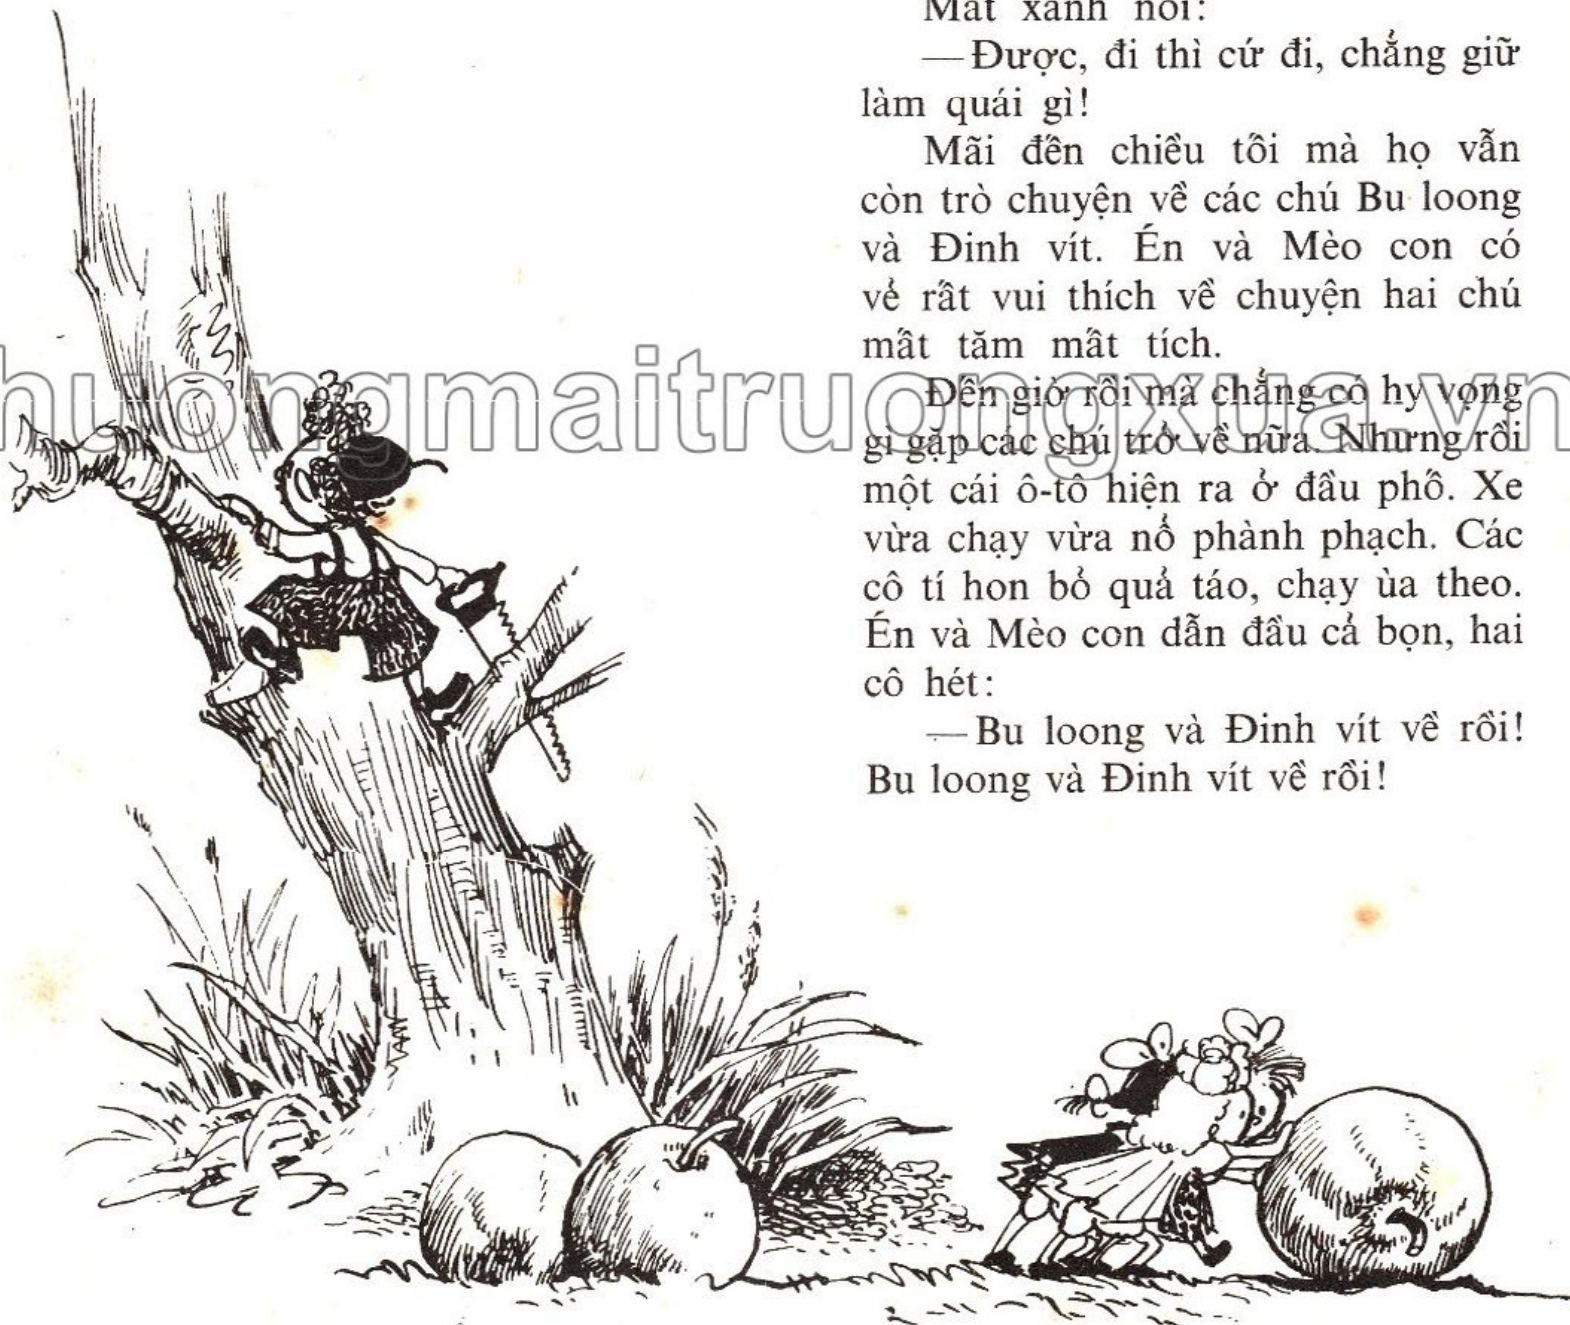 Mắt xanh nói:
— Được, đi thì cứ đi, chẳng giữ
làm quái gì!
Mãi đến chiều tối mà họ vẫn
còn trò chuyện về các chú Bu loong
và Đinh vít. Én và Mèo con có
vẻ rất vui thích về chuyện hai chú
mất tăm mất tích.
Đến giờ rồi mà chẳng có hy vọng
gì gặp các chú trở về nữa. Nhưng rồi
một cái ô-tô hiện ra ở đầu phố. Xe
vừa chạy vừa nổ phành phạch. Các
cô tí hon bỏ quả táo, chạy ùa theo.
Én và Mèo con dẫn đầu cả bọn, hai
cô hét:
— Bu loong và Đinh vít về rồi!
Bu loong và Đinh vít về rồi!
huongmaitruongxua.vn